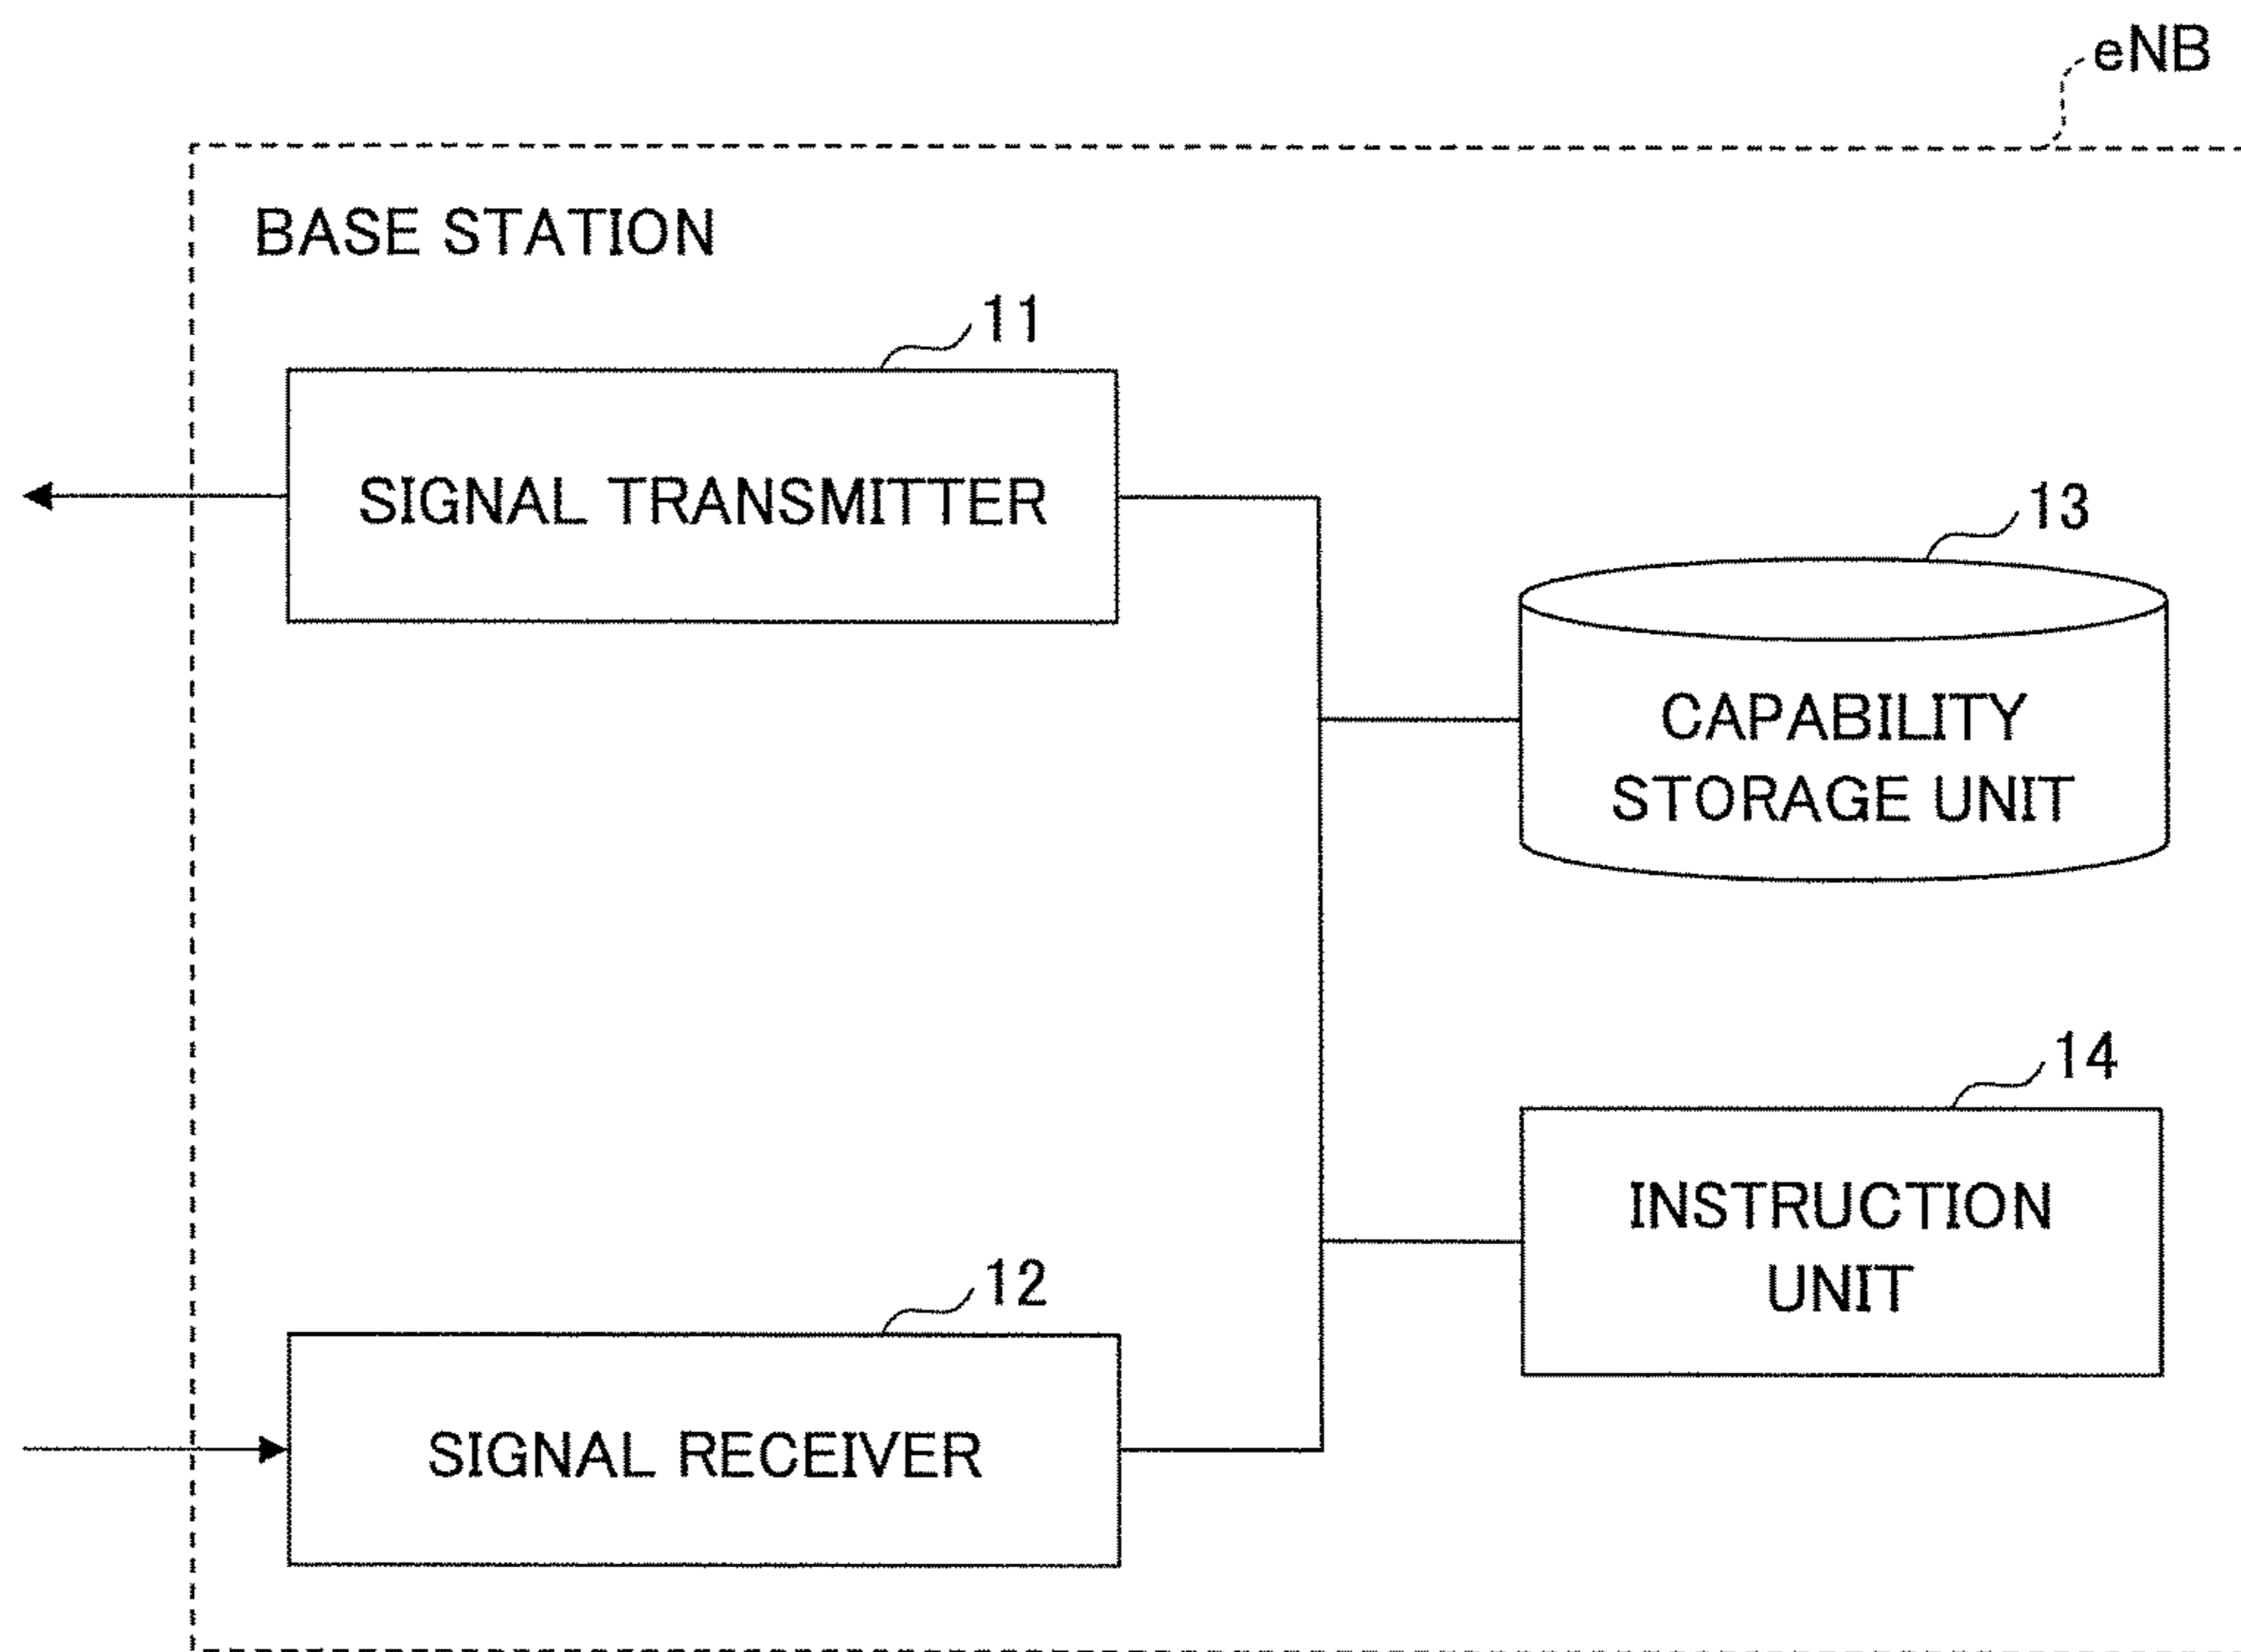 eNB
BASE STATION
11
SIGNAL TRANSMITTER
13
CAPABILITY
STORAGE UNIT
14
INSTRUCTION
UNIT
12
SIGNAL RECEIVER